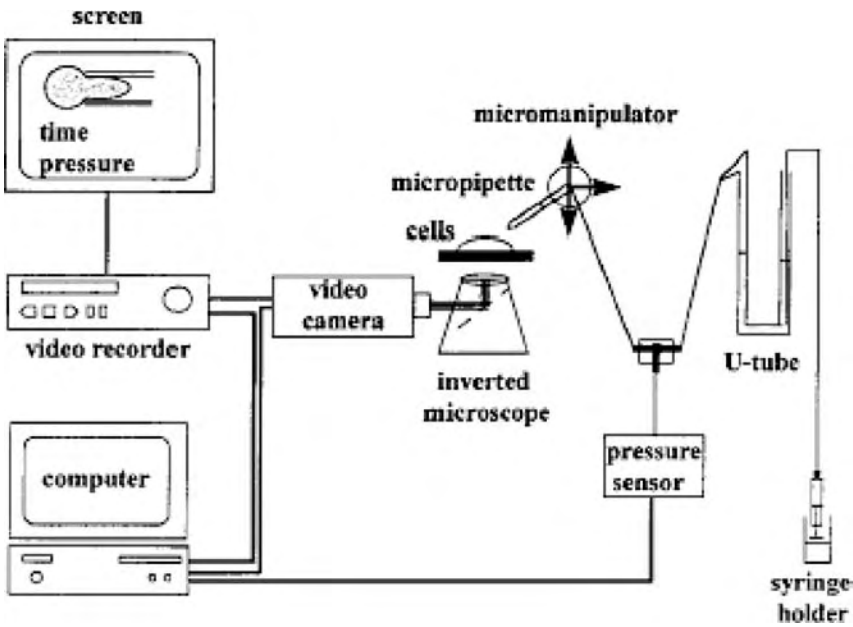 screen
time
pressure
micromanipulator
micropipette
cells
video
camera
video recorder
inverted
microscope
U-tube
computer
pressure
sensor
syringe-
holder